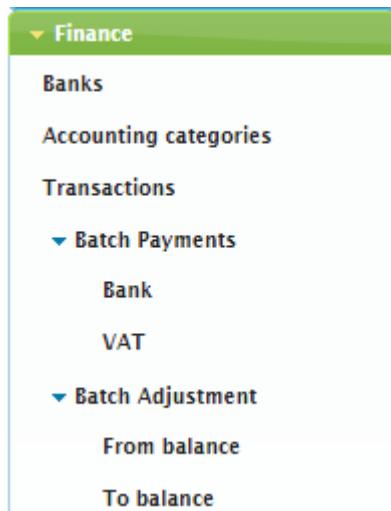 Finance
Banks
Accounting categories
Transactions
Batch Payments
Bank
VAT
Batch Adjustment
From balance
To balance